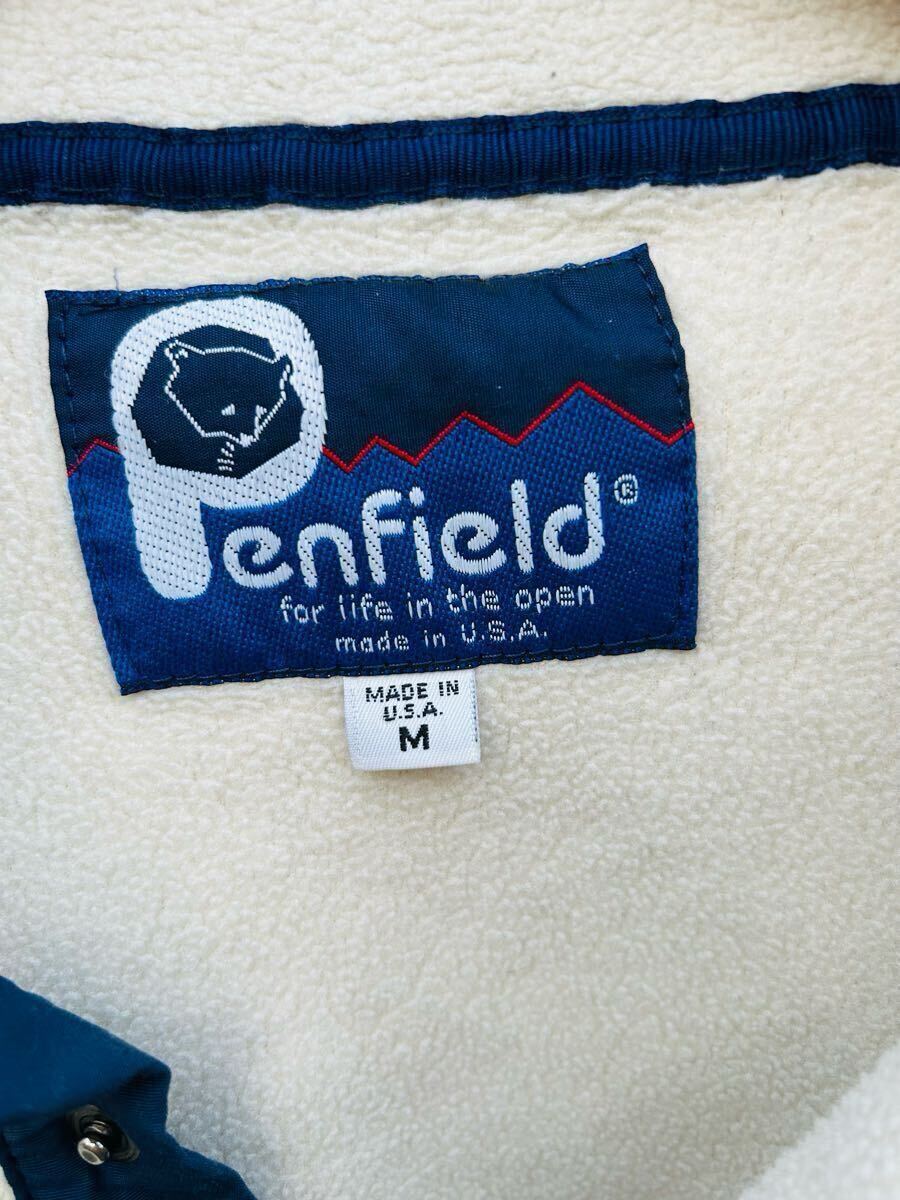 Penfield®
for life in the open
made in U.S.A.
MADE IN
U.S.A.
M